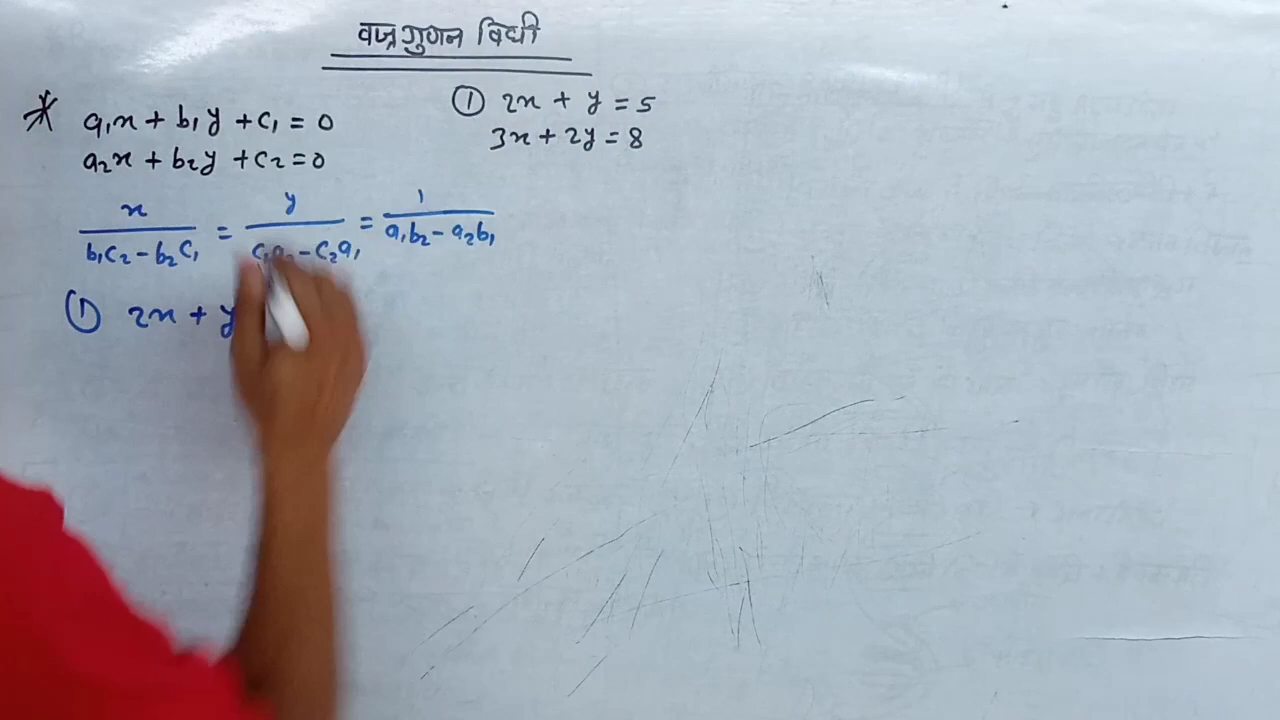 वज्रगुणन विधी
* a₁x + b₁y + c₁ = 0
a₂x + b₂y + c₂ = 0
① 2x + y = 5
3x + 2y = 8
x/(b₁c₂ - b₂c₁) = y/(c₁a₂ - c₂a₁) = 1/(a₁b₂ - a₂b₁)
① 2x + y